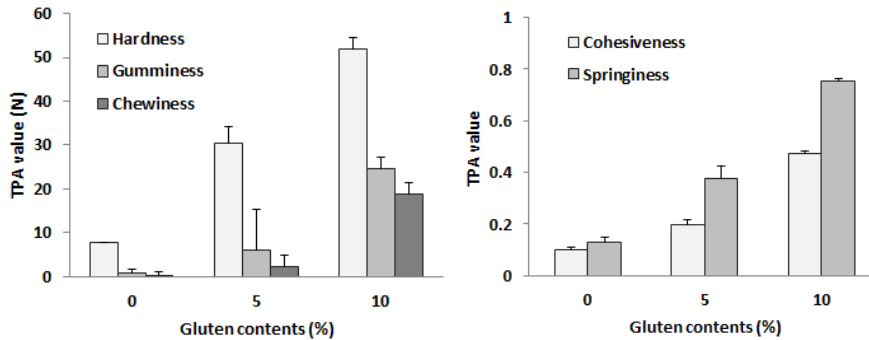 60
50
40
30
20
10
0
TPA value (N)
Hardness
Gumminess
Chewiness
0 5 10
Gluten contents (%)
1
0.8
0.6
0.4
0.2
0
TPA value
Cohesiveness
Springiness
0 5 10
Gluten contents (%)